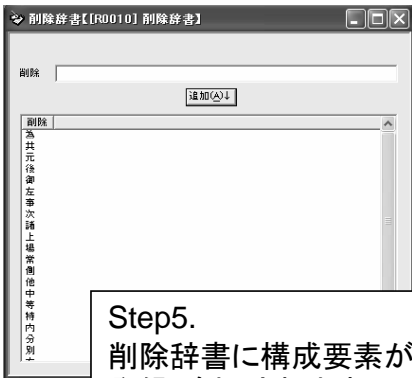 削除辞書【[R0010] 削除辞書】
削除
追加(A)↓
削除
為
共
元
後
御
左
事
次
諸
上
場
常
側
他
中
等
特
内
分
別
Step5.
削除辞書に構成要素が